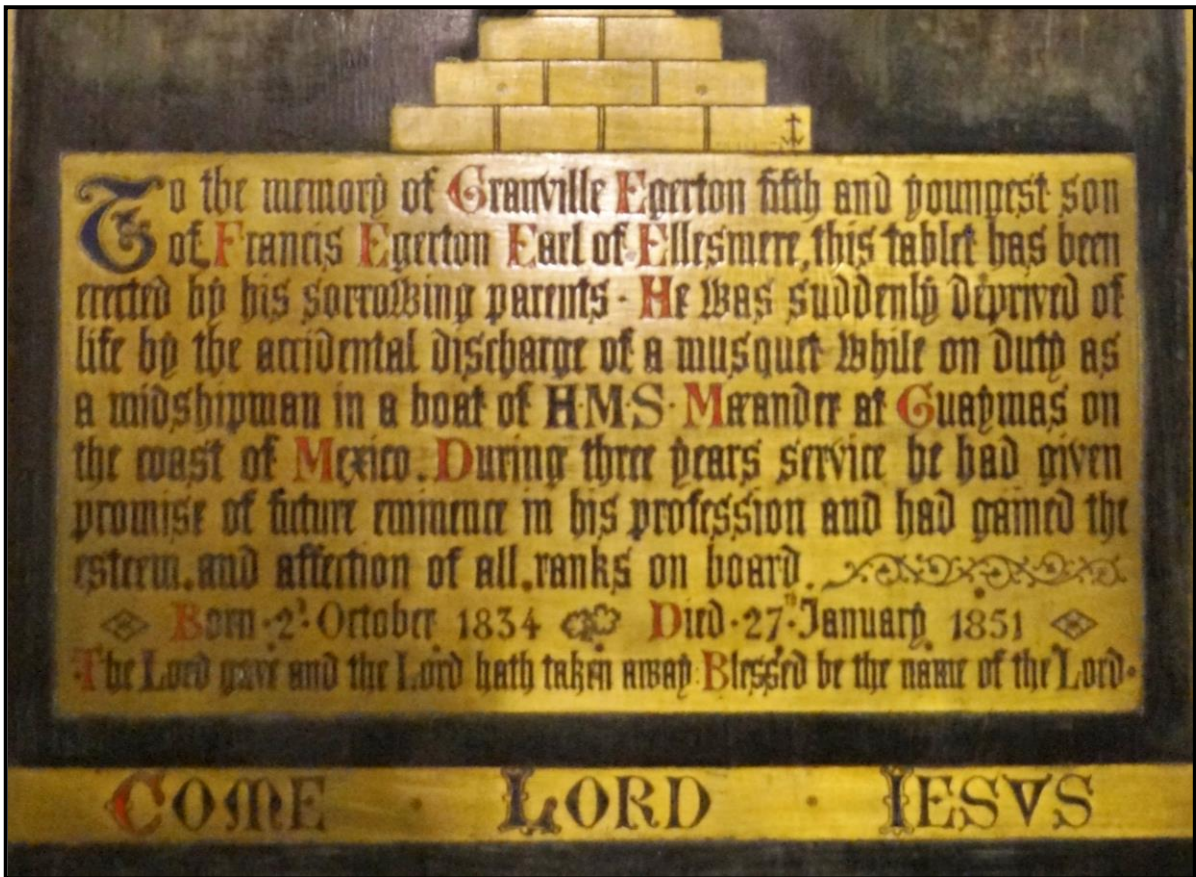 To the memory of Granville Egerton fifth and youngest son
of Francis Egerton Earl of Ellesmere, this tablet has been
erected by his sorrowing parents · He was suddenly deprived of
life by the accidental discharge of a musquet while on duty as
a midshipman in a boat of H·M·S· Mæander at Guaymas on
the coast of Mexico. During three years service he had given
promise of future eminence in his profession and had gained the
esteem and affection of all ranks on board.
Born · 2d · October 1834 Died · 27th · January 1851
The Lord gave and the Lord hath taken away Blessed be the name of the Lord ·
COME · LORD · IESVS